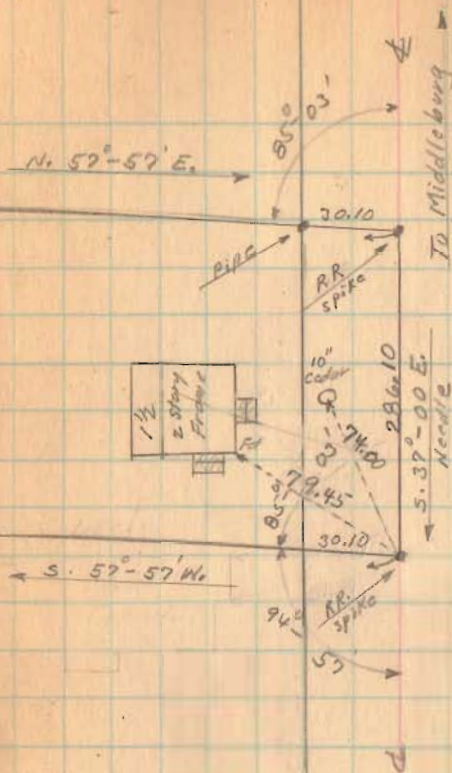 To Middleburg
℄
85°-03'
N. 57°-57' E.
30.10
Pipe
RR
spike
10"
Cedar
1½
2 Story
Frame
286.10
S. 37°-00 E.
Needle
74.00
79.45
85°-03'
30.10
S. 57°-57' W.
RR.
spike
94°
57'